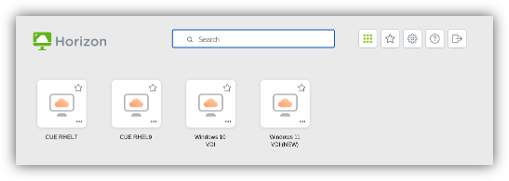 Horizon
Search
CUE RHEL7
CUE RHEL9
Windows 10
VDI
Windows 11
VDI (NEW)